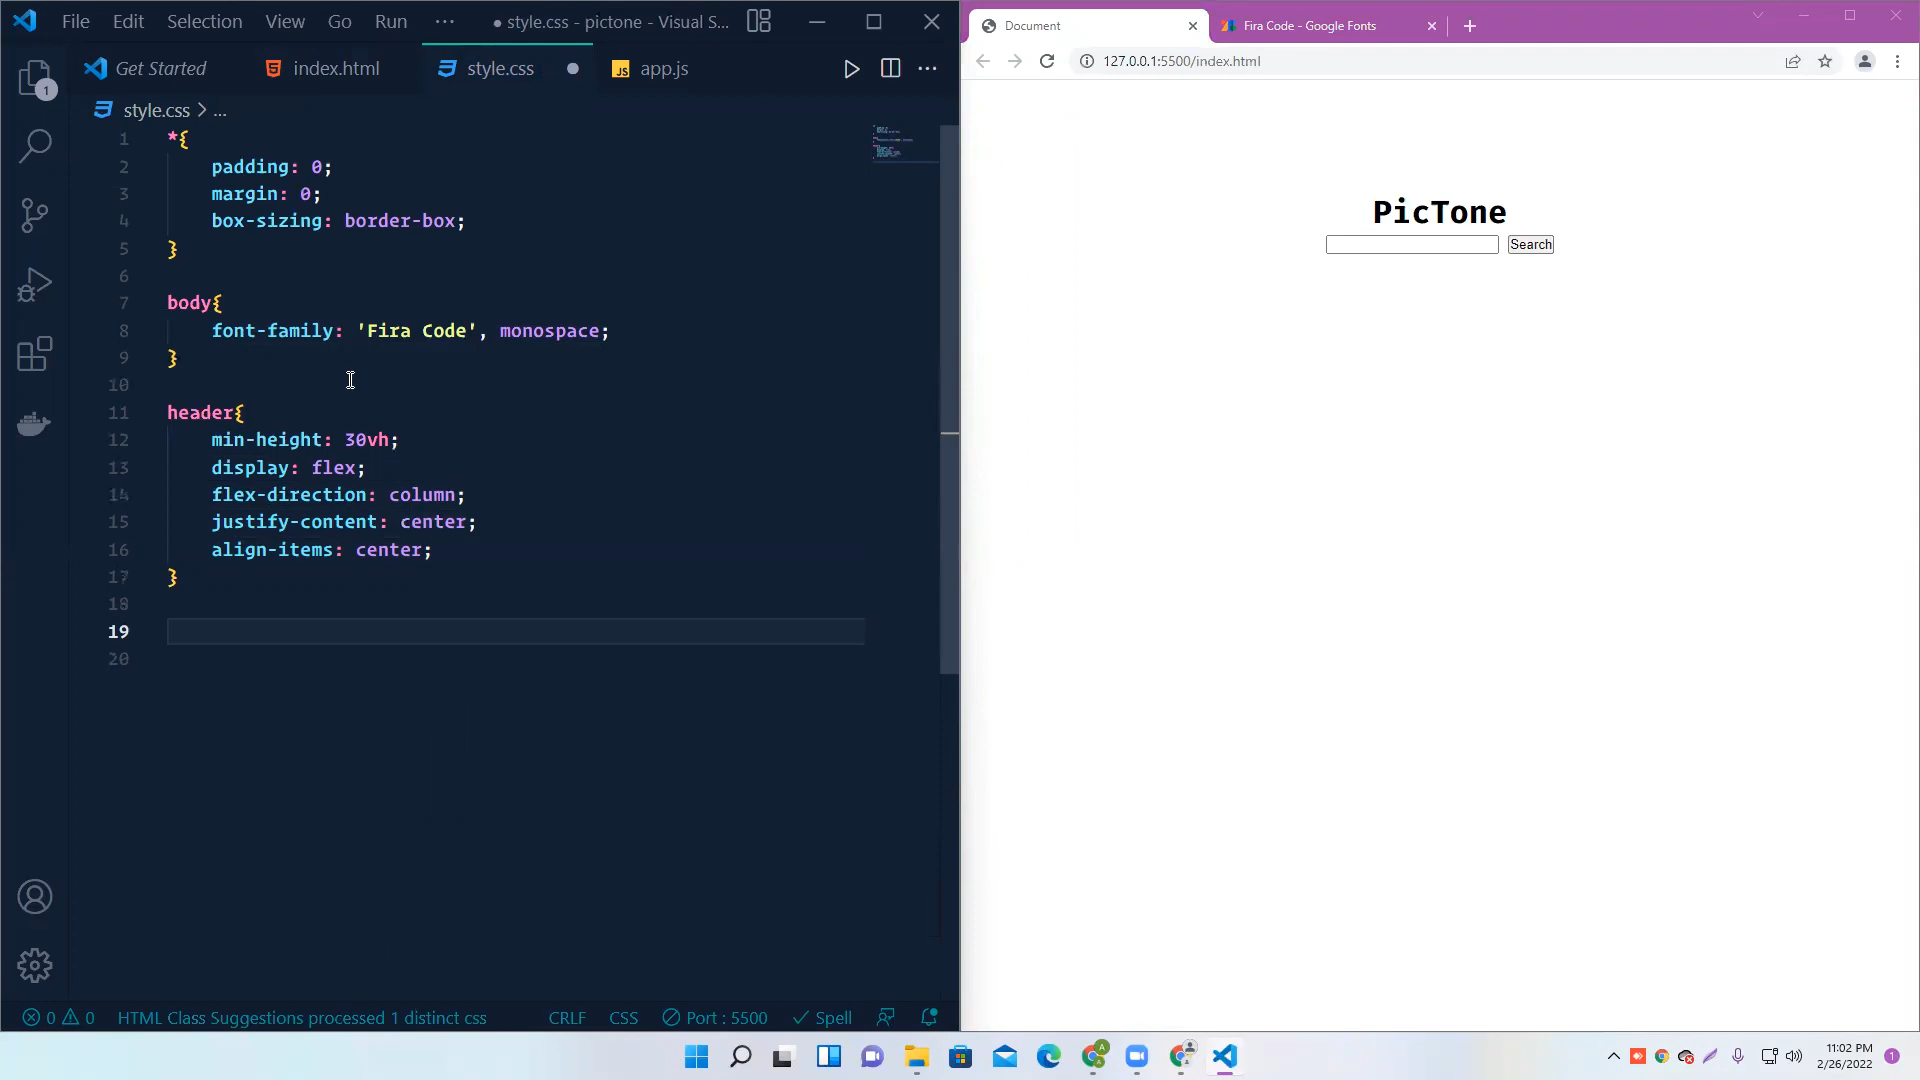 File Edit Selection View Go Run ··· ● style.css - pictone - Visual S...
Get Started index.html style.css ● JS app.js ···
style.css > ...
1 *{
2 padding: 0;
3 margin: 0;
4 box-sizing: border-box;
5 }
6
7 body{
8 font-family: 'Fira Code', monospace;
9 }
10
11 header{
12 min-height: 30vh;
13 display: flex;
14 flex-direction: column;
15 justify-content: center;
16 align-items: center;
17 }
18
19
20
1
0 0 HTML Class Suggestions processed 1 distinct css CRLF CSS Port : 5500 Spell
Document Fira Code - Google Fonts
127.0.0.1:5500/index.html
PicTone
Search
A
11:02 PM
2/26/2022
1